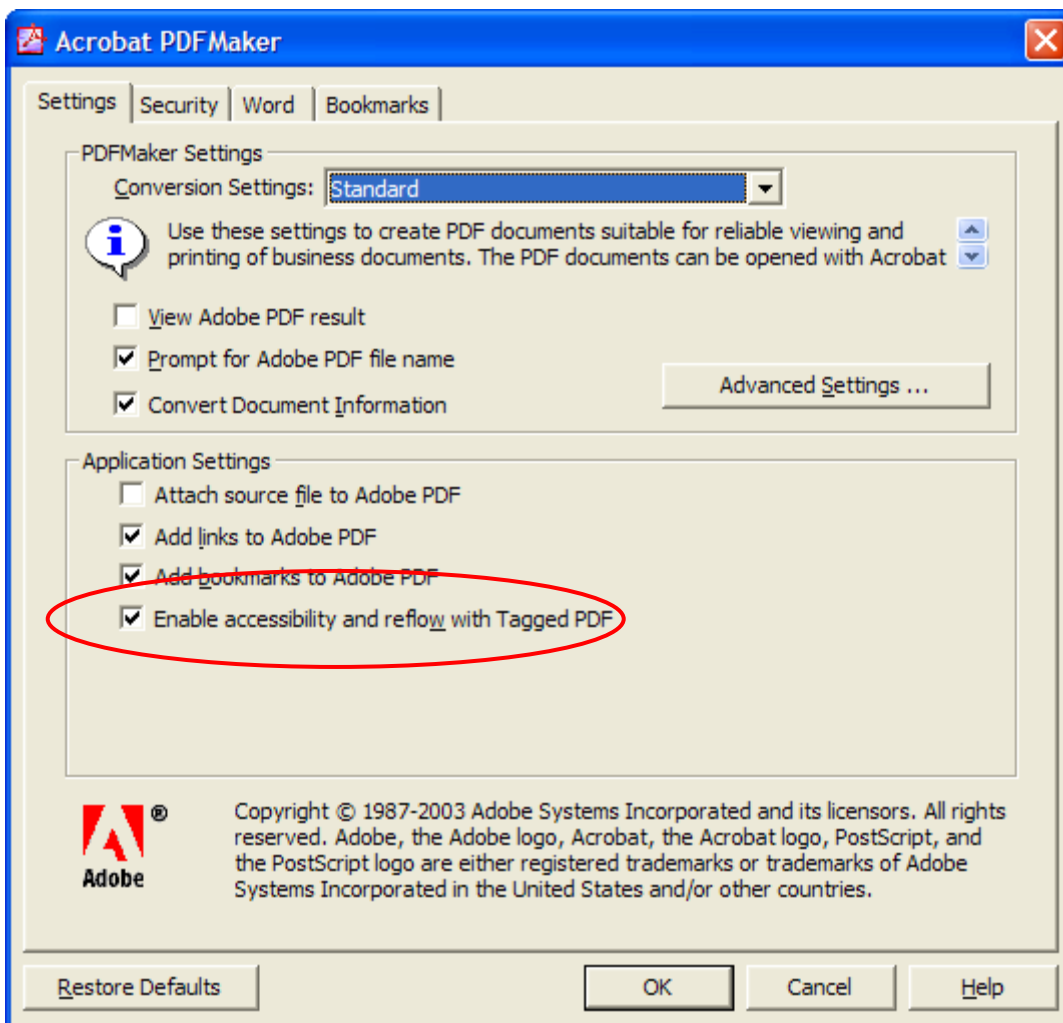 Acrobat PDFMaker
Settings Security Word Bookmarks
PDFMaker Settings
Conversion Settings: Standard
Use these settings to create PDF documents suitable for reliable viewing and
printing of business documents. The PDF documents can be opened with Acrobat
View Adobe PDF result
Prompt for Adobe PDF file name
Convert Document Information
Advanced Settings ...
Application Settings
Attach source file to Adobe PDF
Add links to Adobe PDF
Add bookmarks to Adobe PDF
Enable accessibility and reflow with Tagged PDF
Adobe ®
Copyright © 1987-2003 Adobe Systems Incorporated and its licensors. All rights
reserved. Adobe, the Adobe logo, Acrobat, the Acrobat logo, PostScript, and
the PostScript logo are either registered trademarks or trademarks of Adobe
Systems Incorporated in the United States and/or other countries.
Restore Defaults OK Cancel Help